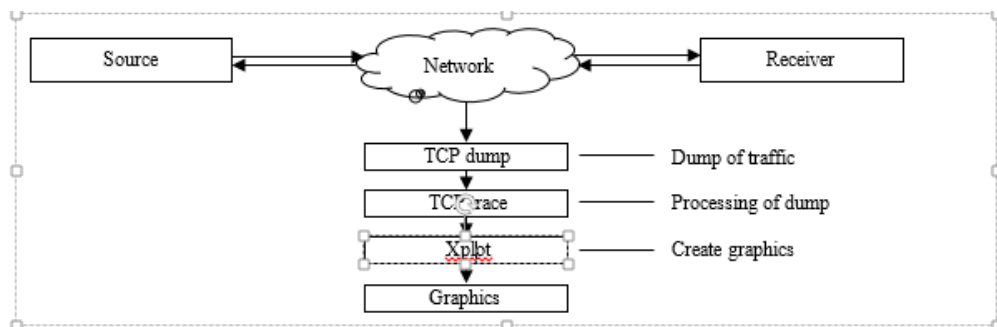 Source
Network
Receiver
TCP dump
Dump of traffic
Processing of dump
Xplot
Create graphics
Graphics